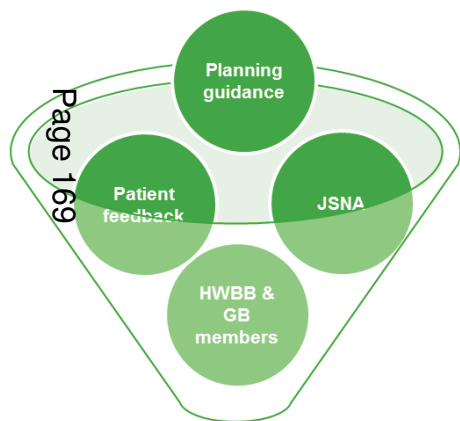 Planning
guidance
Page 169
Patient
feedback
JSNA
HWBB &
GB
members